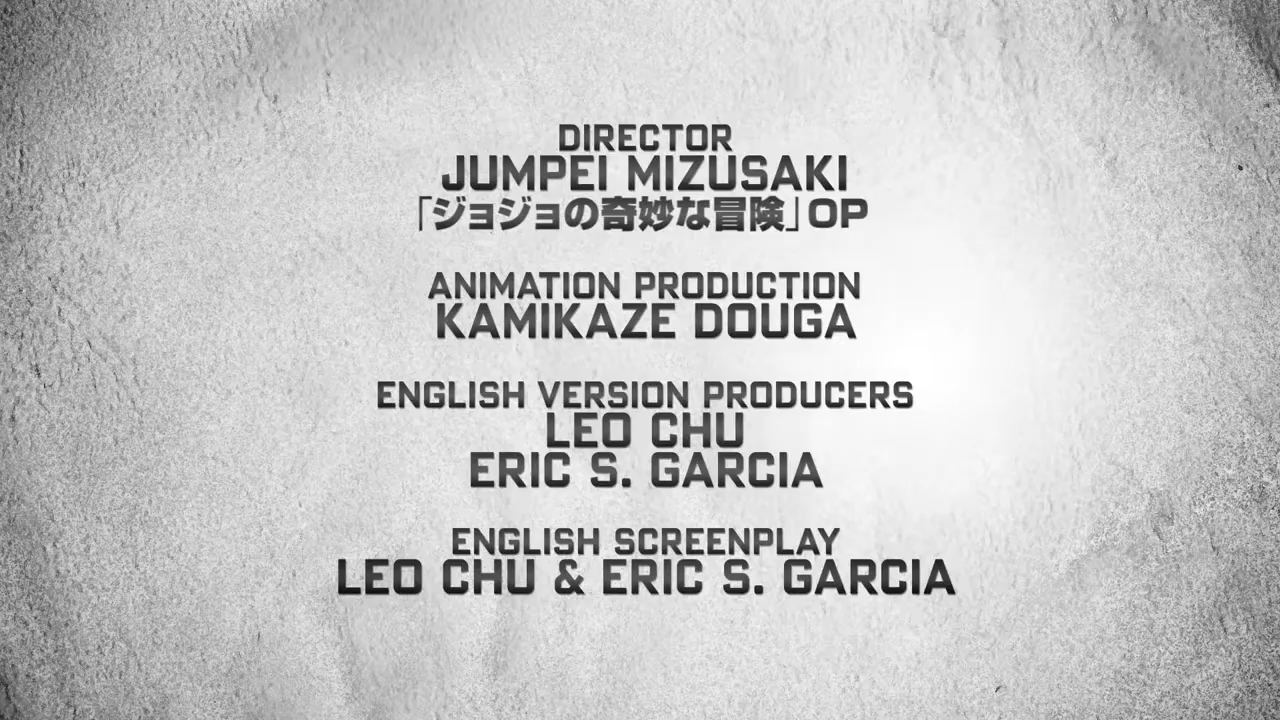 DIRECTOR
JUMPEI MIZUSAKI
「ジョジョの奇妙な冒険」OP
ANIMATION PRODUCTION
KAMIKAZE DOUGA
ENGLISH VERSION PRODUCERS
LEO CHU
ERIC S. GARCIA
ENGLISH SCREENPLAY
LEO CHU & ERIC S. GARCIA